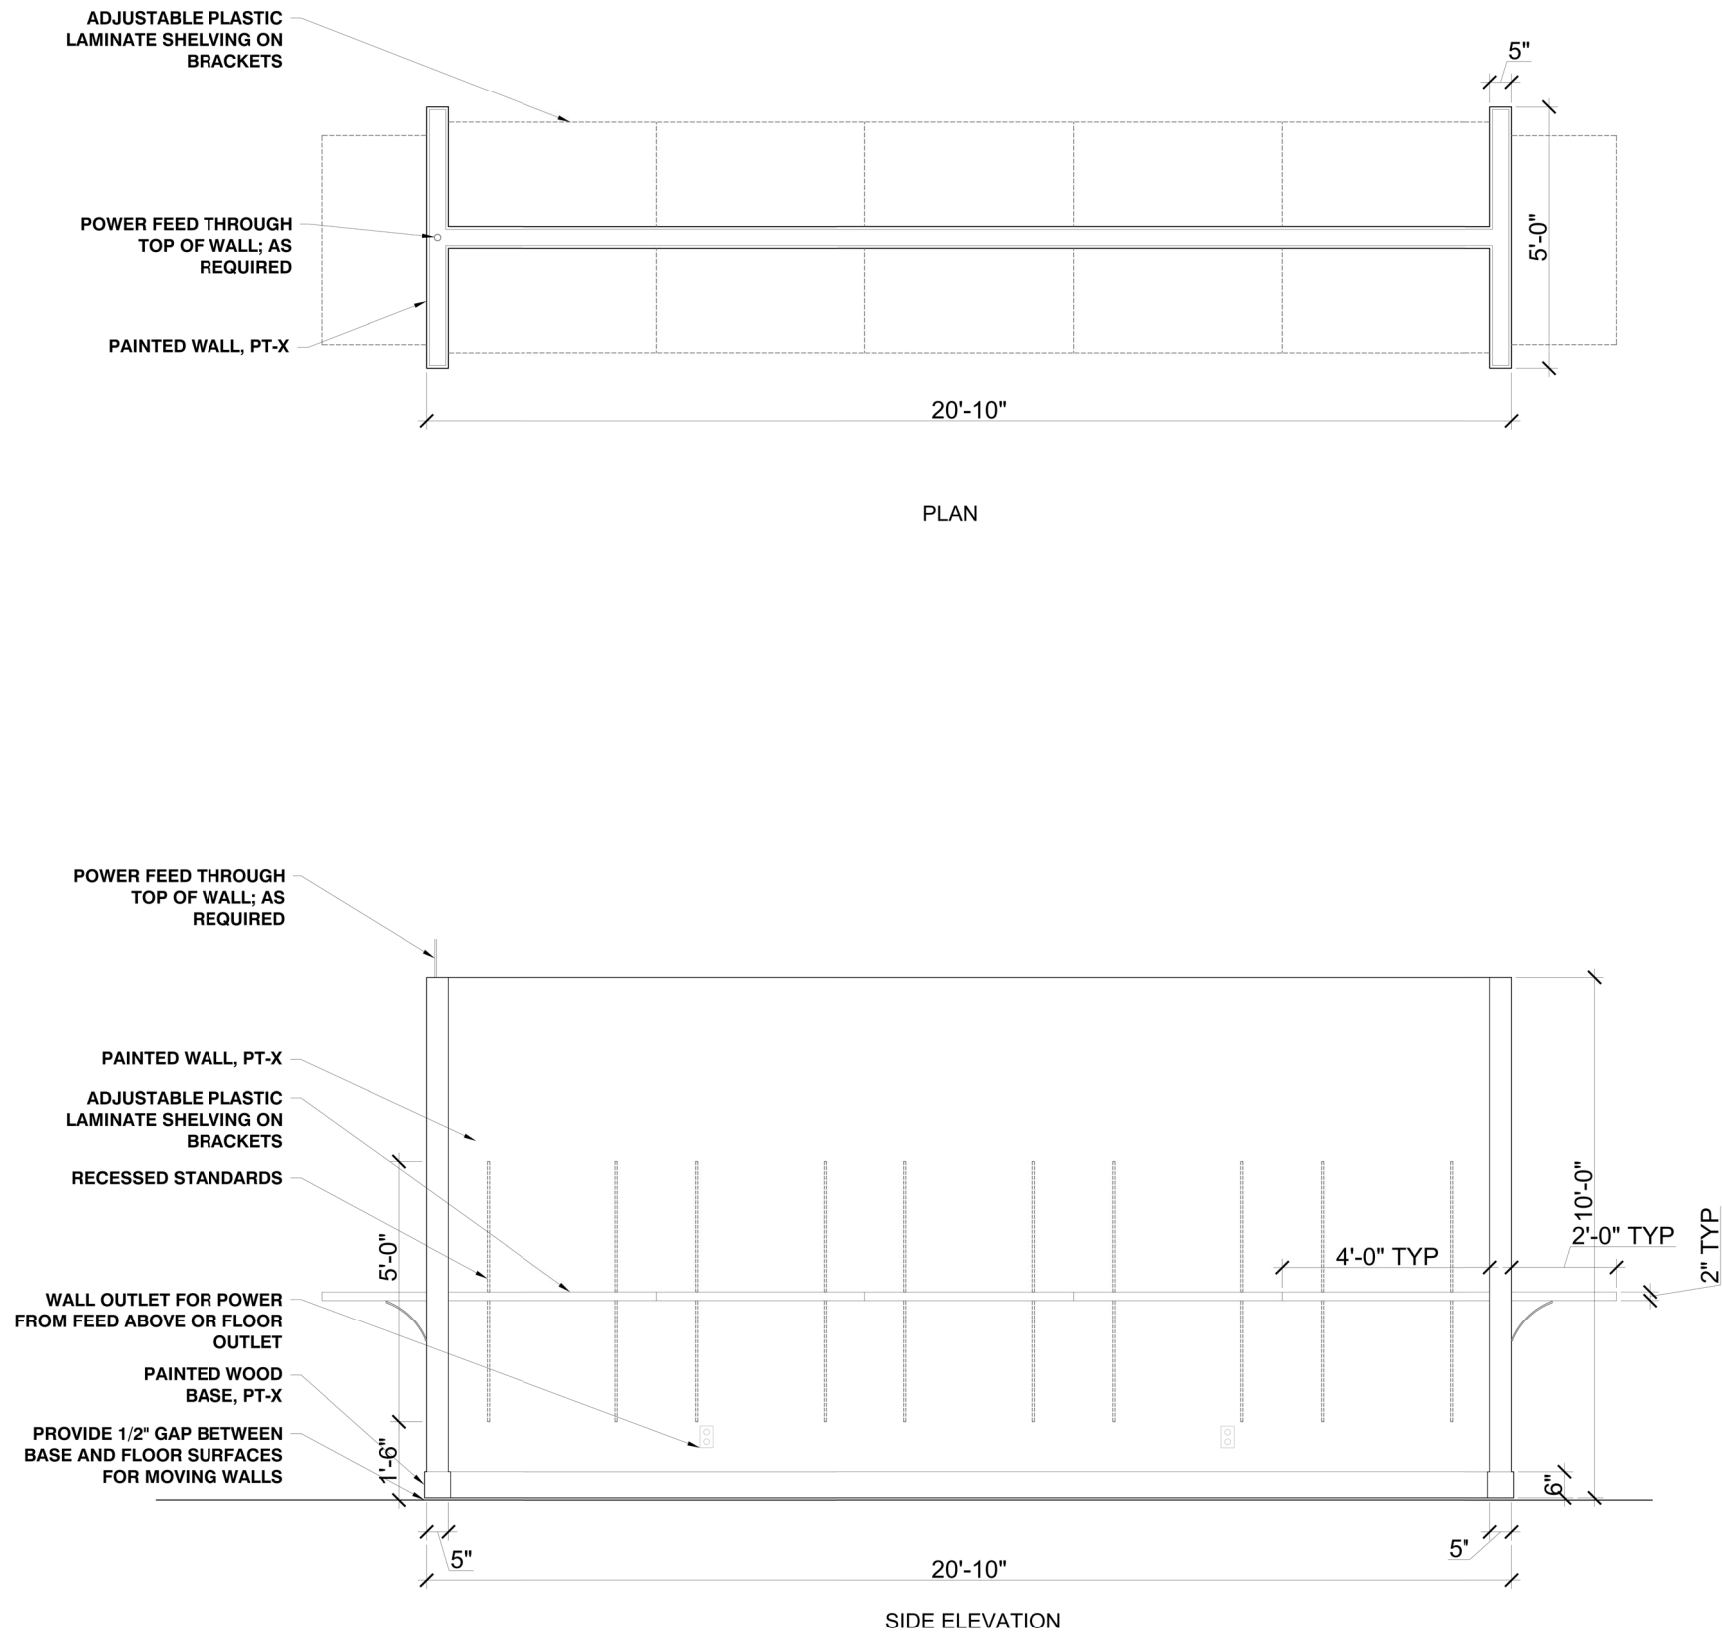 ADJUSTABLE PLASTIC
LAMINATE SHELVING ON
BRACKETS
5"
POWER FEED THROUGH
TOP OF WALL; AS
REQUIRED
5'-0"
PAINTED WALL, PT-X
20'-10"
PLAN
POWER FEED THROUGH
TOP OF WALL; AS
REQUIRED
PAINTED WALL, PT-X
ADJUSTABLE PLASTIC
LAMINATE SHELVING ON
BRACKETS
RECESSED STANDARDS
5'-0"
10'-0"
4'-0" TYP
2'-0" TYP
2" TYP
WALL OUTLET FOR POWER
FROM FEED ABOVE OR FLOOR
OUTLET
PAINTED WOOD
BASE, PT-X
PROVIDE 1/2" GAP BETWEEN
BASE AND FLOOR SURFACES
FOR MOVING WALLS
1'-6"
6"
5"
5"
20'-10"
SIDE ELEVATION